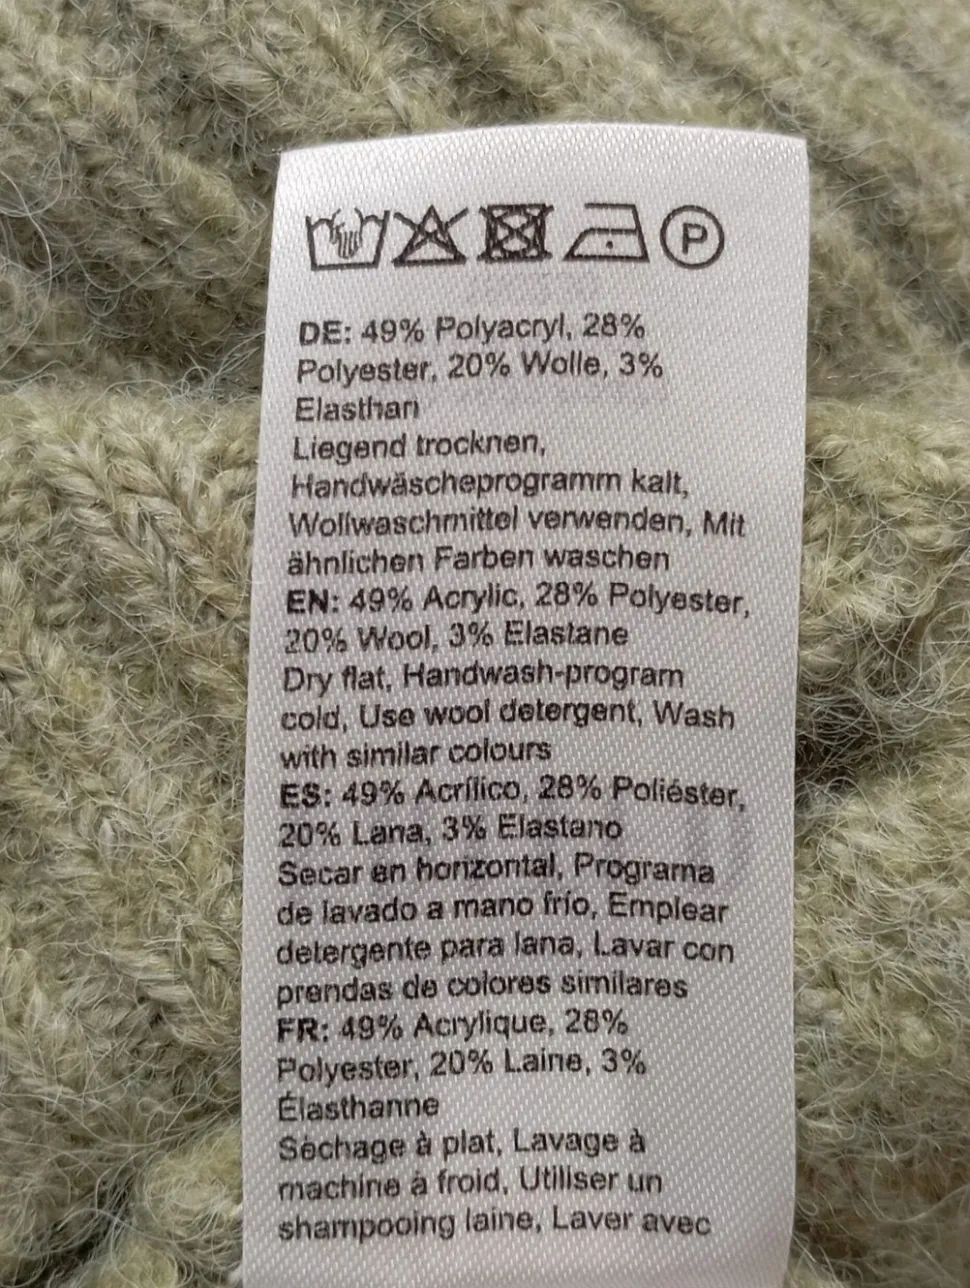 P
DE: 49% Polyacryl, 28%
Polyester, 20% Wolle, 3%
Elasthan
Liegend trocknen,
Handwäscheprogramm kalt,
Wollwaschmittel verwenden, Mit
ähnlichen Farben waschen
EN: 49% Acrylic, 28% Polyester,
20% Wool, 3% Elastane
Dry flat, Handwash-program
cold, Use wool detergent, Wash
with similar colours
ES: 49% Acrílico, 28% Poliéster,
20% Lana, 3% Elastano
Secar en horizontal, Programa
de lavado a mano frío, Emplear
detergente para lana, Lavar con
prendas de colores similares
FR: 49% Acrylique, 28%
Polyester, 20% Laine, 3%
Élasthanne
Sèchage à plat, Lavage à
machine à froid, Utiliser un
shampooing laine, Laver avec